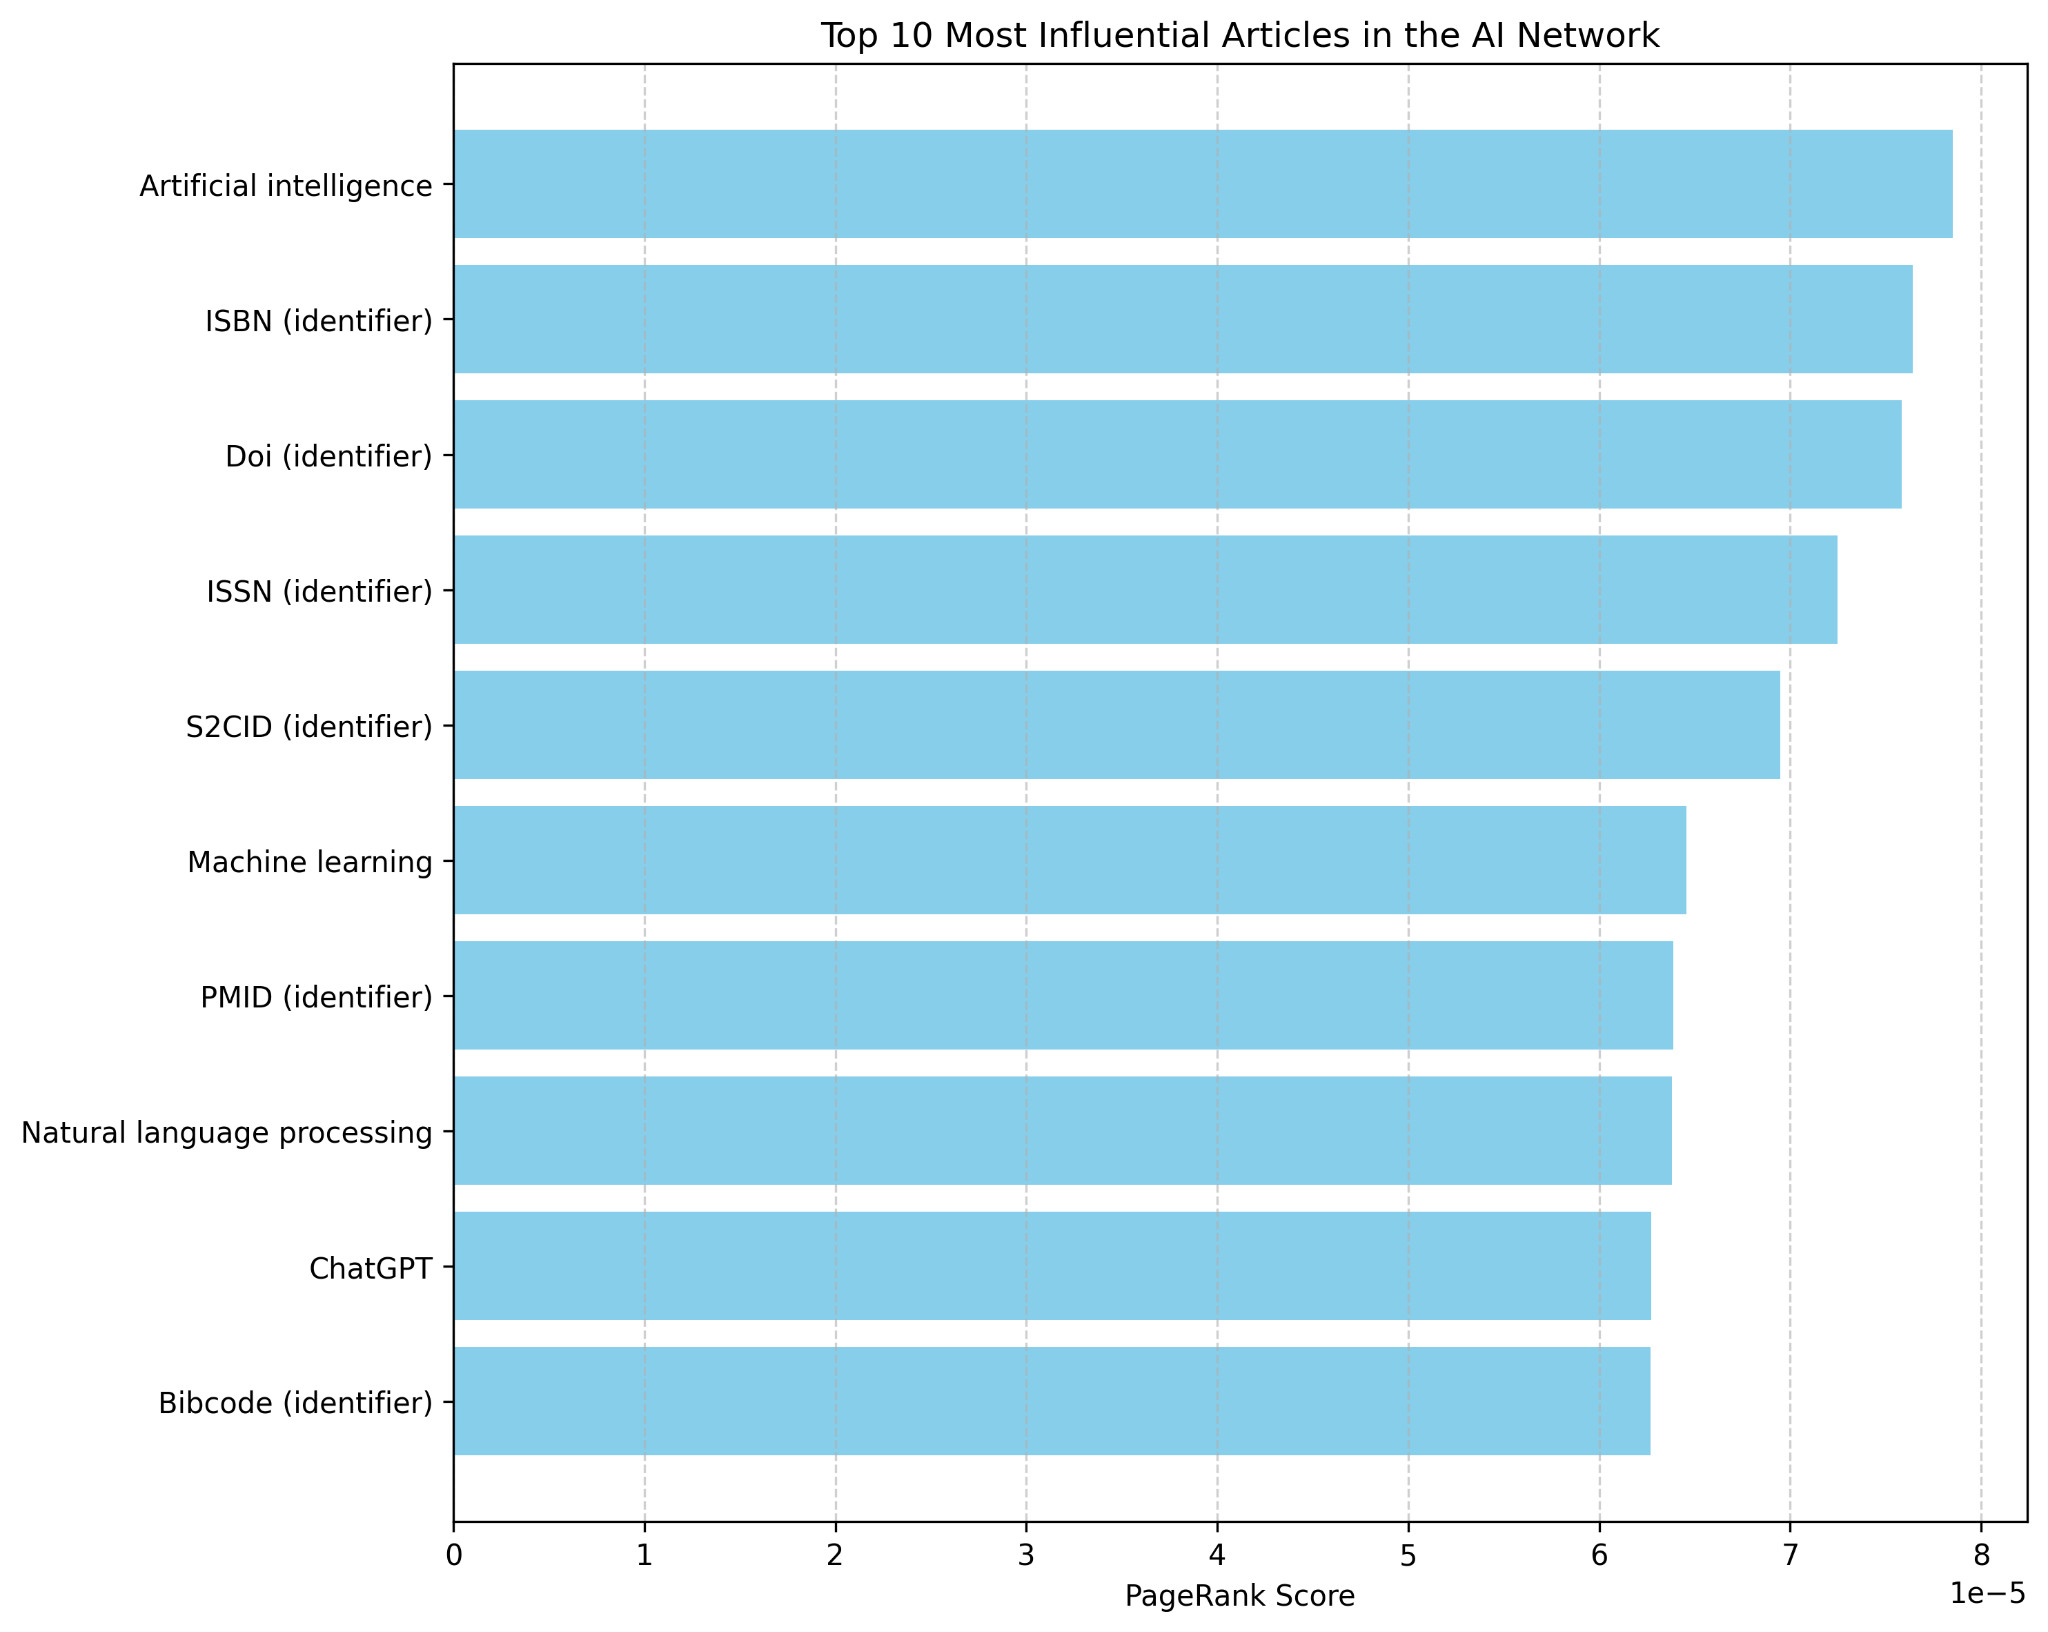 Top 10 Most Influential Articles in the AI Network
Artificial intelligence
ISBN (identifier)
Doi (identifier)
ISSN (identifier)
S2CID (identifier)
Machine learning
PMID (identifier)
Natural language processing
ChatGPT
Bibcode (identifier)
0 1 2 3 4 5 6 7 8
1e−5
PageRank Score